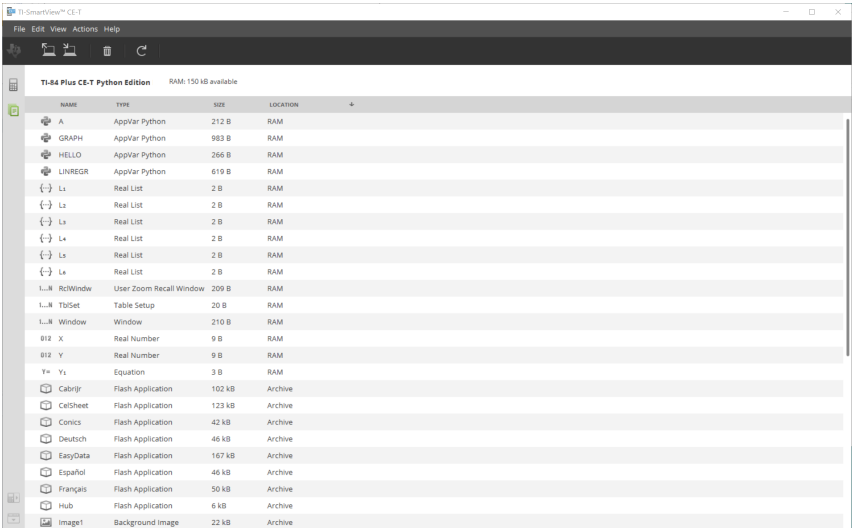 TI-SmartView™ CE-T
File Edit View Actions Help
TI-84 Plus CE-T Python Edition RAM: 150 kB available
NAME TYPE SIZE LOCATION
A AppVar Python 212 B RAM
GRAPH AppVar Python 983 B RAM
HELLO AppVar Python 266 B RAM
LINREGR AppVar Python 619 B RAM
{···} L₁ Real List 2 B RAM
{···} L₂ Real List 2 B RAM
{···} L₃ Real List 2 B RAM
{···} L₄ Real List 2 B RAM
{···} L₅ Real List 2 B RAM
{···} L₆ Real List 2 B RAM
1...N RclWindw User Zoom Recall Window 209 B RAM
1...N TblSet Table Setup 20 B RAM
1...N Window Window 210 B RAM
012 X Real Number 9 B RAM
012 Y Real Number 9 B RAM
Y= Y₁ Equation 3 B RAM
CabriJr Flash Application 102 kB Archive
CelSheet Flash Application 123 kB Archive
Conics Flash Application 42 kB Archive
Deutsch Flash Application 46 kB Archive
EasyData Flash Application 167 kB Archive
Español Flash Application 46 kB Archive
Français Flash Application 50 kB Archive
Hub Flash Application 6 kB Archive
Image1 Background Image 22 kB Archive